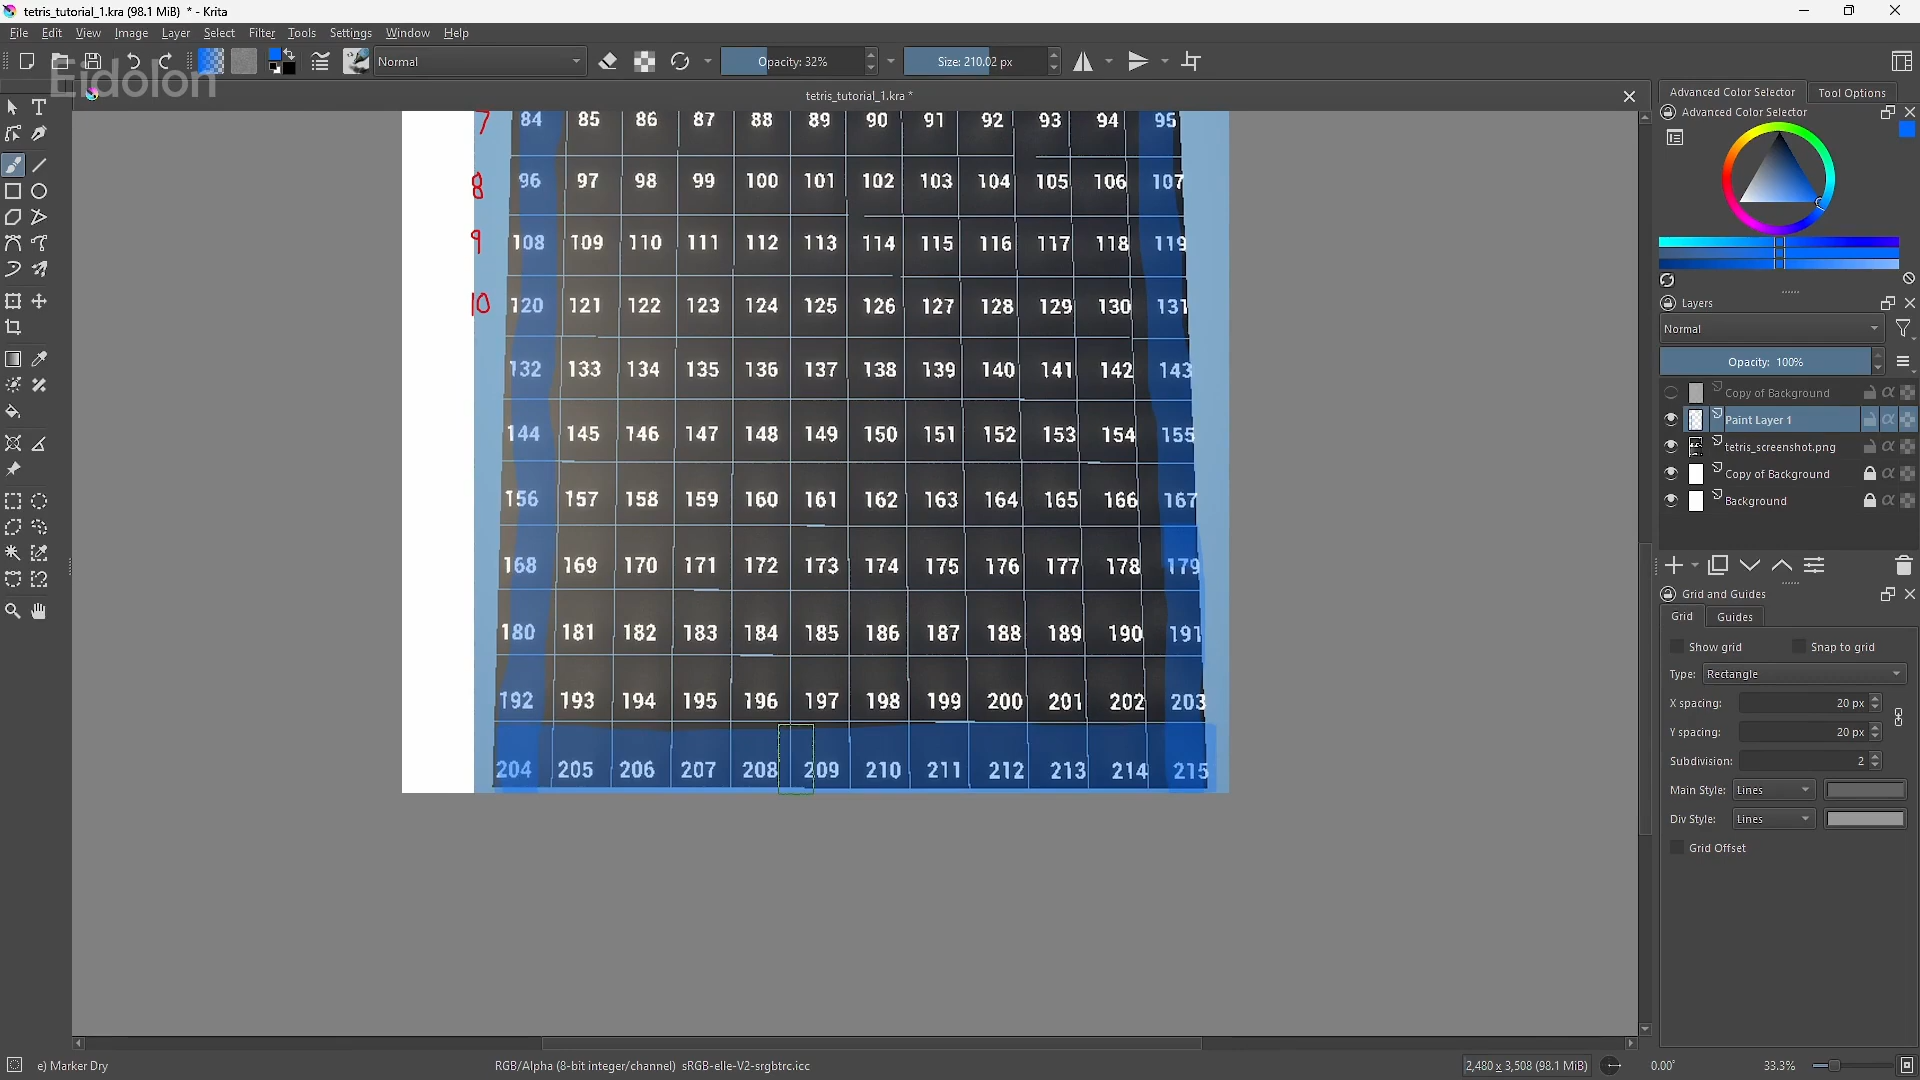 tetris_tutorial_1.kra (98.1 MiB) * - Krita
File Edit View Image Layer Select Filter Tools Settings Window Help
Normal Opacity: 32% Size: 210.02 px
Eidolon
tetris_tutorial_1.kra *
Advanced Color Selector Tool Options
Advanced Color Selector
7 84 85 86 87 88 89 90 91 92 93 94 95
8 96 97 98 99 100 101 102 103 104 105 106 107
9 108 109 110 111 112 113 114 115 116 117 118 119
10 120 121 122 123 124 125 126 127 128 129 130 131
132 133 134 135 136 137 138 139 140 141 142 143
144 145 146 147 148 149 150 151 152 153 154 155
156 157 158 159 160 161 162 163 164 165 166 167
168 169 170 171 172 173 174 175 176 177 178 179
180 181 182 183 184 185 186 187 188 189 190 191
192 193 194 195 196 197 198 199 200 201 202 203
204 205 206 207 208 209 210 211 212 213 214 215
Layers
Normal
Opacity: 100%
Copy of Background
Paint Layer 1
tetris_screenshot.png
Copy of Background
Background
Grid and Guides
Grid Guides
Show grid Snap to grid
Type: Rectangle
X spacing: 20 px
Y spacing: 20 px
Subdivision: 2
Main Style: Lines
Div Style: Lines
Grid Offset
e) Marker Dry RGB/Alpha (8-bit integer/channel) sRGB-elle-V2-srgbtrc.icc 2,480 x 3,508 (98.1 MiB) 0.00° 33.3%